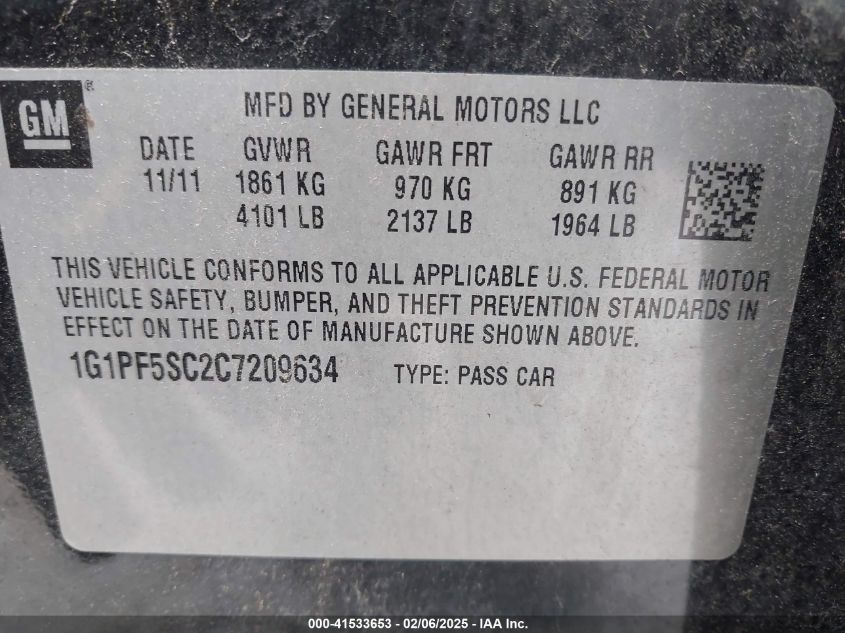 GM®
MFD BY GENERAL MOTORS LLC
DATE GVWR GAWR FRT GAWR RR
11/11 1861 KG 970 KG 891 KG
4101 LB 2137 LB 1964 LB
THIS VEHICLE CONFORMS TO ALL APPLICABLE U.S. FEDERAL MOTOR
VEHICLE SAFETY, BUMPER, AND THEFT PREVENTION STANDARDS IN
EFFECT ON THE DATE OF MANUFACTURE SHOWN ABOVE.
1G1PF5SC2C7209634 TYPE: PASS CAR
000-41533653 - 02/06/2025 - IAA Inc.